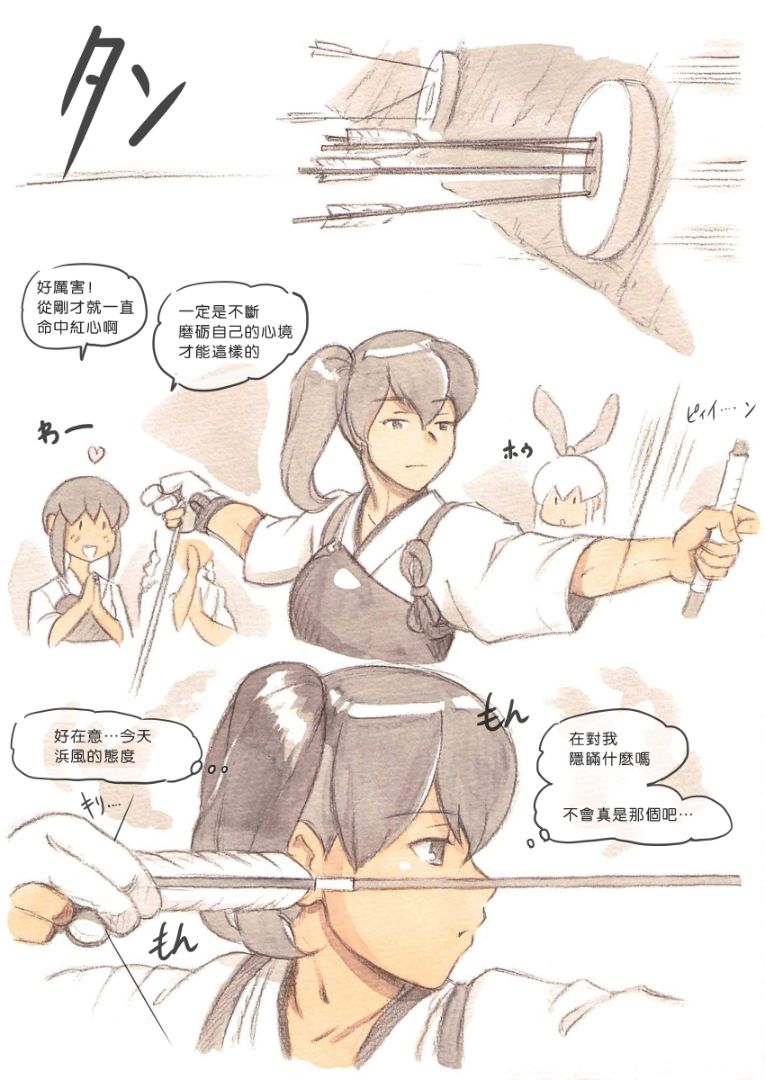 タン
好厲害!
從剛才就一直
命中紅心啊
一定是不斷
磨砺自己的心境
才能這樣的
わー
ホゥ
ピィイ‥‥ン
好在意…今天
浜風的態度
もん
在對我
隱瞞什麼嗎
不會真是那個吧…
キリ‥‥
もん